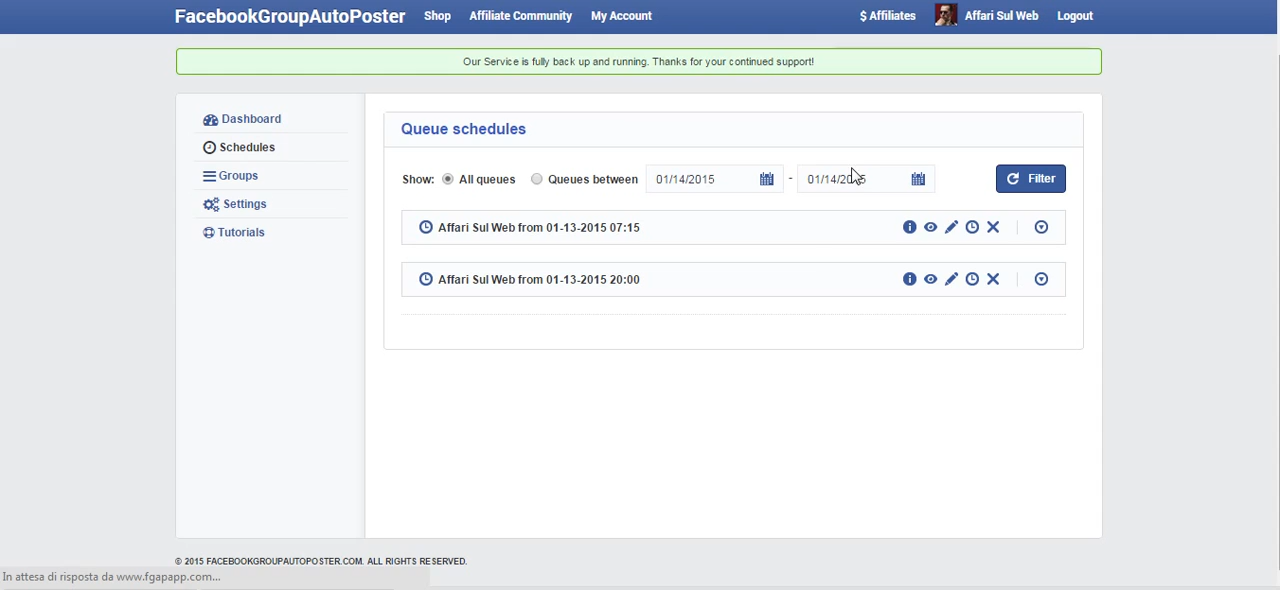 FacebookGroupAutoPoster Shop Affiliate Community My Account $ Affiliates Affari Sul Web Logout
Our Service is fully back up and running. Thanks for your continued support!
Dashboard
Schedules
Groups
Settings
Tutorials
Queue schedules
Show: All queues Queues between 01/14/2015 - 01/14/2015 Filter
Affari Sul Web from 01-13-2015 07:15
Affari Sul Web from 01-13-2015 20:00
© 2015 FACEBOOKGROUPAUTOPOSTER.COM. ALL RIGHTS RESERVED.
In attesa di risposta da www.fgapapp.com...